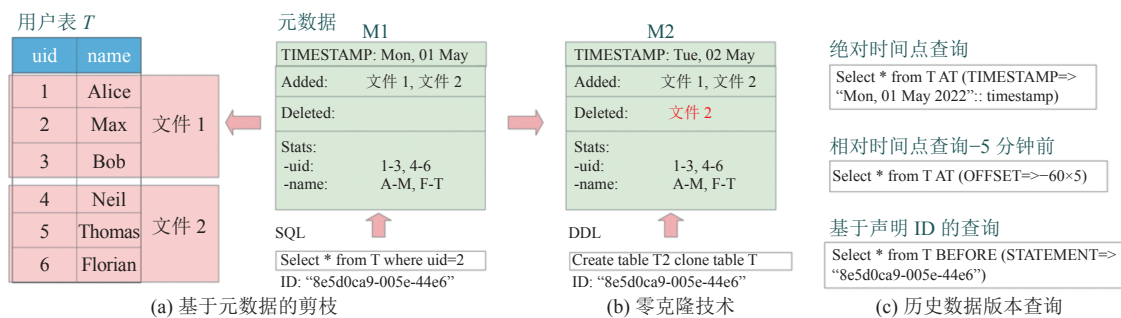 用户表 T
uid name
1 Alice
2 Max
3 Bob
文件 1
4 Neil
5 Thomas
6 Florian
文件 2
元数据
M1
TIMESTAMP: Mon, 01 May
Added: 文件 1, 文件 2
Deleted:
Stats:
-uid: 1-3, 4-6
-name: A-M, F-T
SQL
Select * from T where uid=2
ID: “8e5d0ca9-005e-44e6”
M2
TIMESTAMP: Tue, 02 May
Added: 文件 1, 文件 2
Deleted: 文件 2
Stats:
-uid: 1-3, 4-6
-name: A-M, F-T
DDL
Create table T2 clone table T
ID: “8e5d0ca9-005e-44e6”
绝对时间点查询
Select * from T AT (TIMESTAMP=>
“Mon, 01 May 2022”:: timestamp)
相对时间点查询−5 分钟前
Select * from T AT (OFFSET=>−60×5)
基于声明 ID 的查询
Select * from T BEFORE (STATEMENT=>
“8e5d0ca9-005e-44e6”)
(a) 基于元数据的剪枝
(b) 零克隆技术
(c) 历史数据版本查询